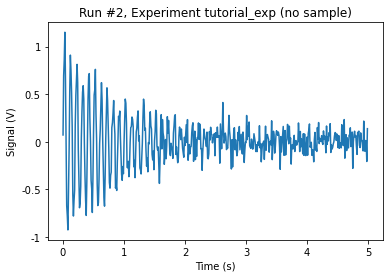 Run #2, Experiment tutorial_exp (no sample)
1
0.5
0
-0.5
-1
Signal (V)
0 1 2 3 4 5
Time (s)